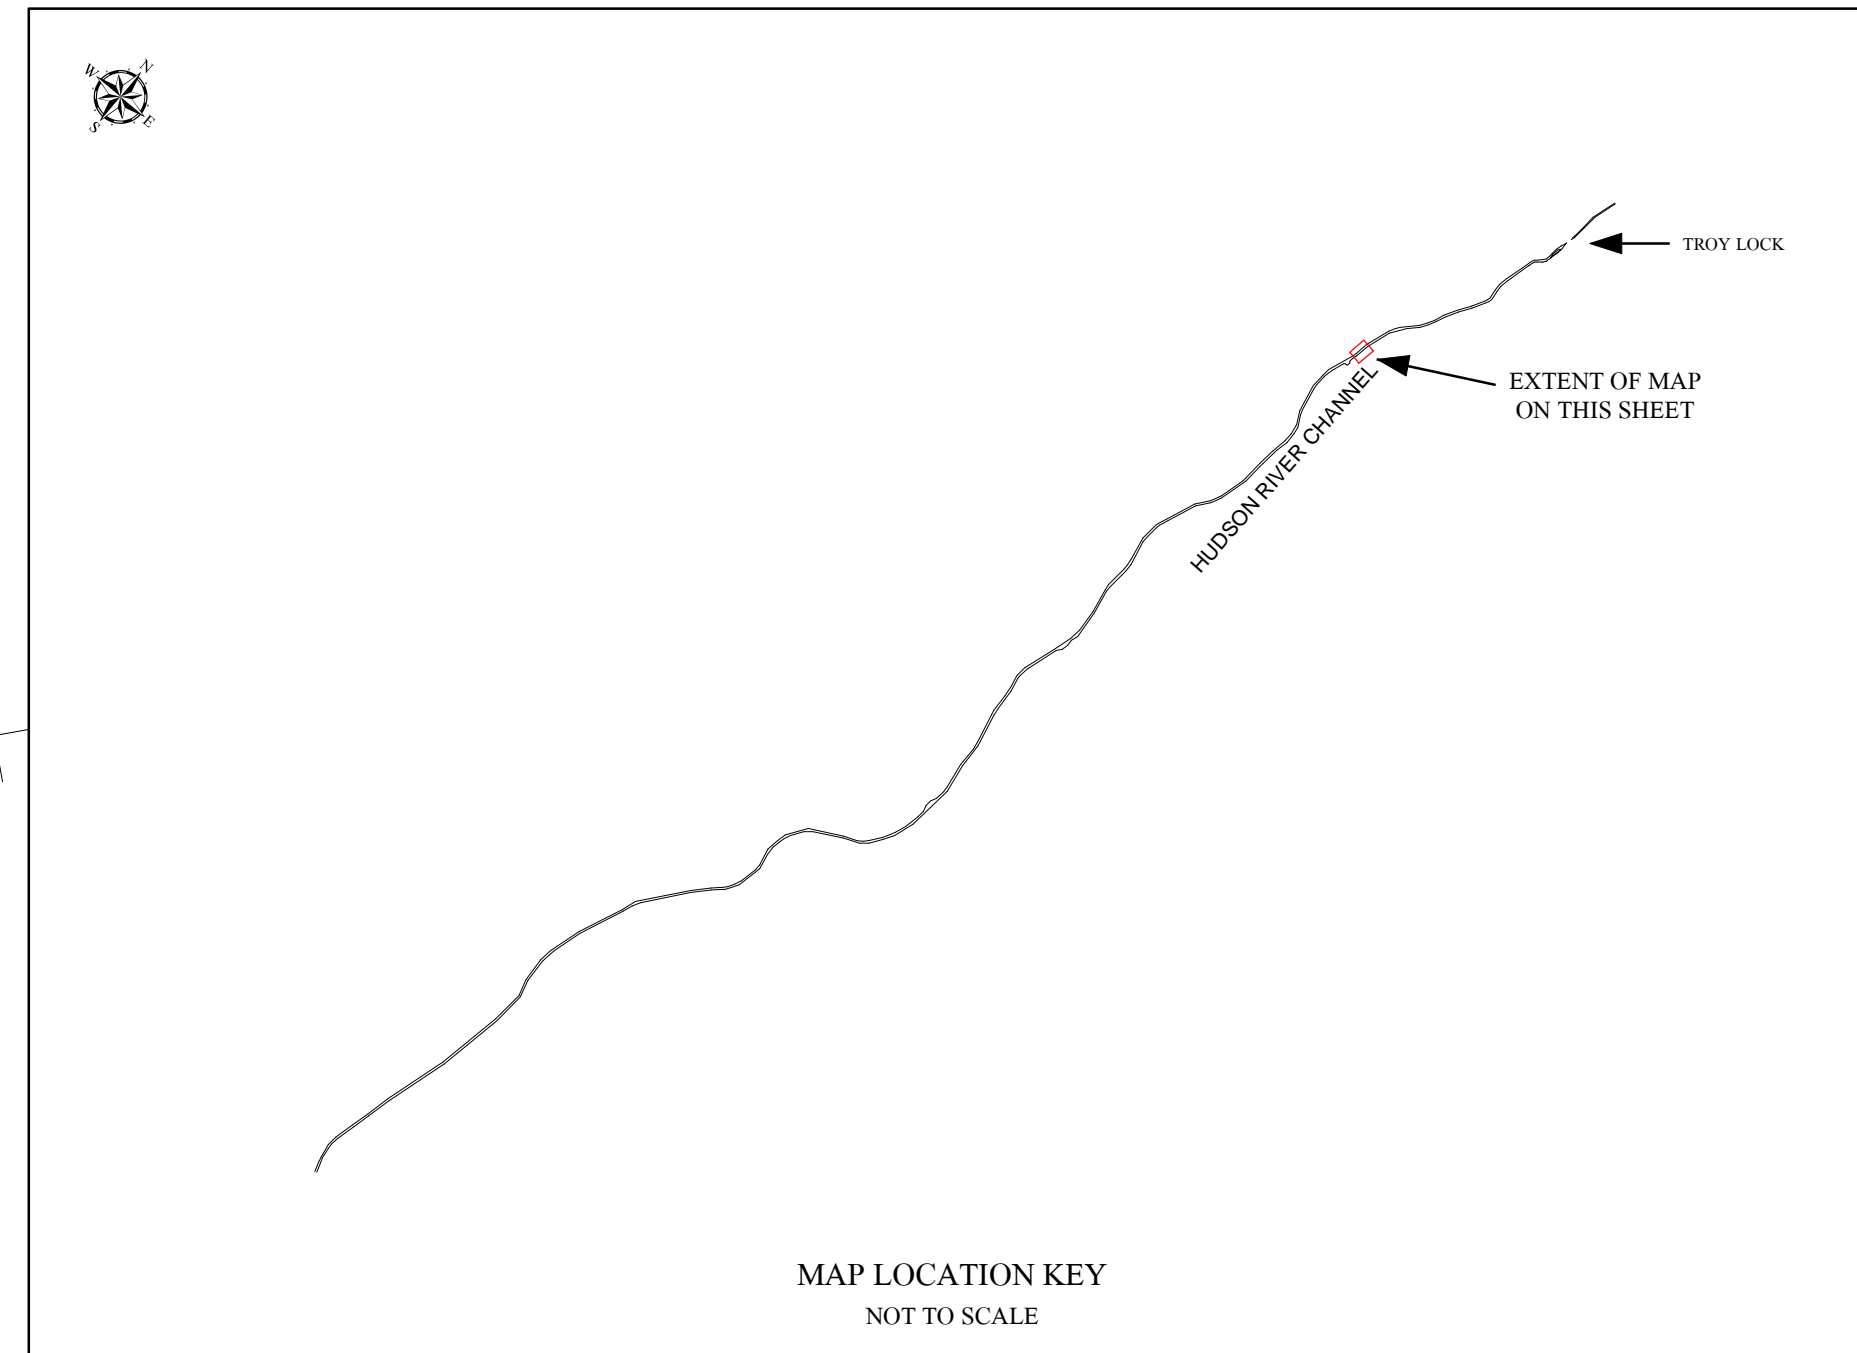 W N
S E
TROY LOCK
EXTENT OF MAP
ON THIS SHEET
HUDSON RIVER CHANNEL
MAP LOCATION KEY
NOT TO SCALE